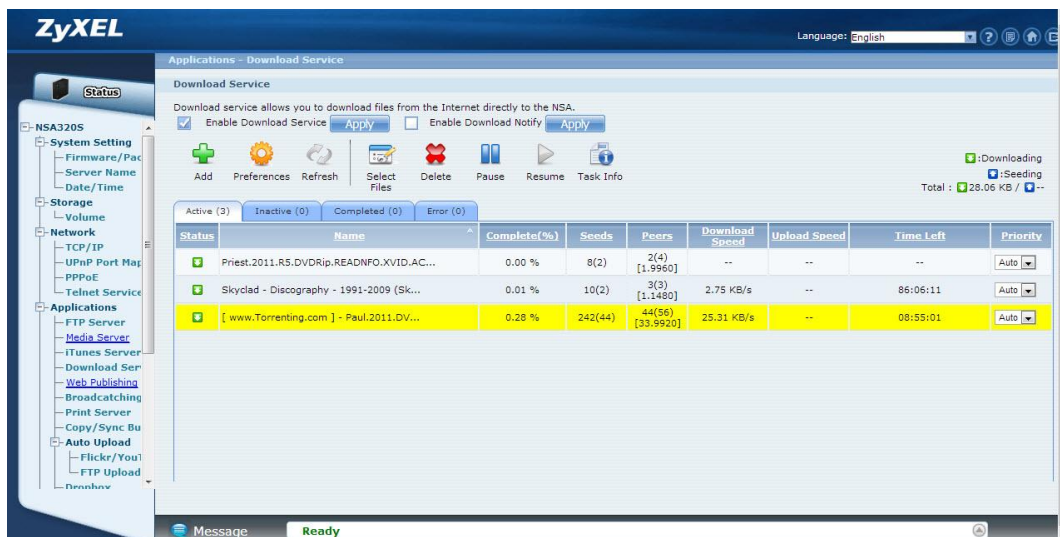 ZyXEL
Language: English
Applications - Download Service
Status
Download Service
Download service allows you to download files from the Internet directly to the NSA.
Enable Download Service Apply Enable Download Notify Apply
Add Preferences Refresh Select Files Delete Pause Resume Task Info
:Downloading
:Seeding
Total : 28.06 KB / --
Active (3) Inactive (0) Completed (0) Error (0)
Status Name Complete(%) Seeds Peers Download Speed Upload Speed Time Left Priority
Priest.2011.R5.DVDRip.READNFO.XVID.AC... 0.00 % 8(2) 2(4) [1.9960] -- -- -- Auto
Skyclad - Discography - 1991-2009 (Sk... 0.01 % 10(2) 3(3) [1.1480] 2.75 KB/s -- 86:06:11 Auto
[ www.Torrenting.com ] - Paul.2011.DV... 0.28 % 242(44) 44(56) [33.9920] 25.31 KB/s -- 08:55:01 Auto
NSA320S
System Setting
Firmware/Pac
Server Name
Date/Time
Storage
Volume
Network
TCP/IP
UPnP Port Map
PPPoE
Telnet Service
Applications
FTP Server
Media Server
iTunes Server
Download Ser
Web Publishing
Broadcatching
Print Server
Copy/Sync Bu
Auto Upload
Flickr/YouT
FTP Upload
Dropbox
Message Ready